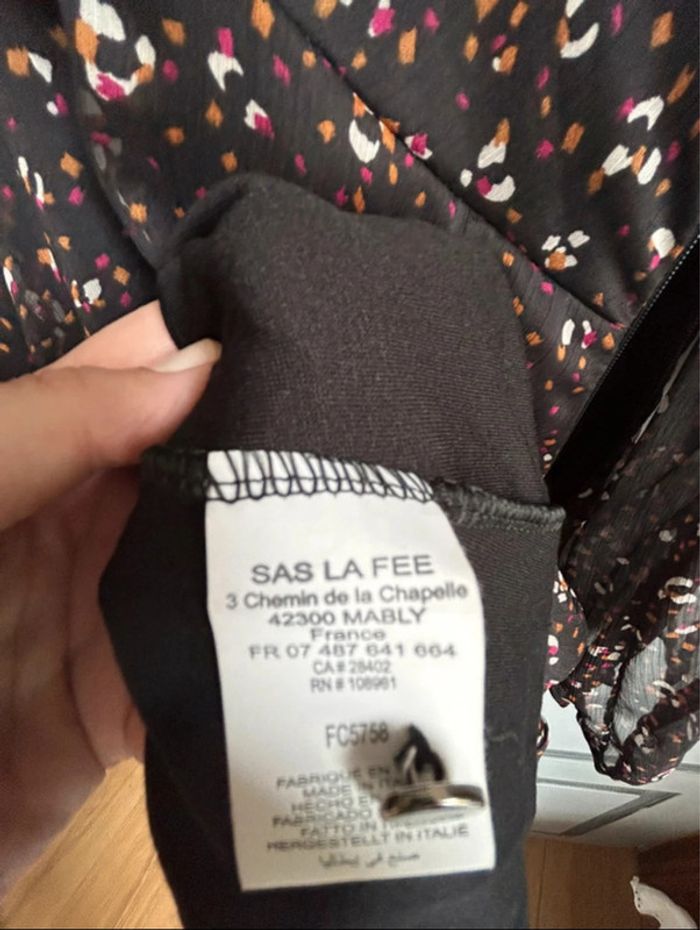 SAS LA FEE
3 Chemin de la Chapelle
42300 MABLY
France
FR 07 487 641 664
CA # 28402
RN # 108961
FC5758
FABRIQUE EN
MADE IN
HECHO EN
FABRICADO
FATTO IN
HERGESTELLT IN ITALIE
صنع في إيطاليا